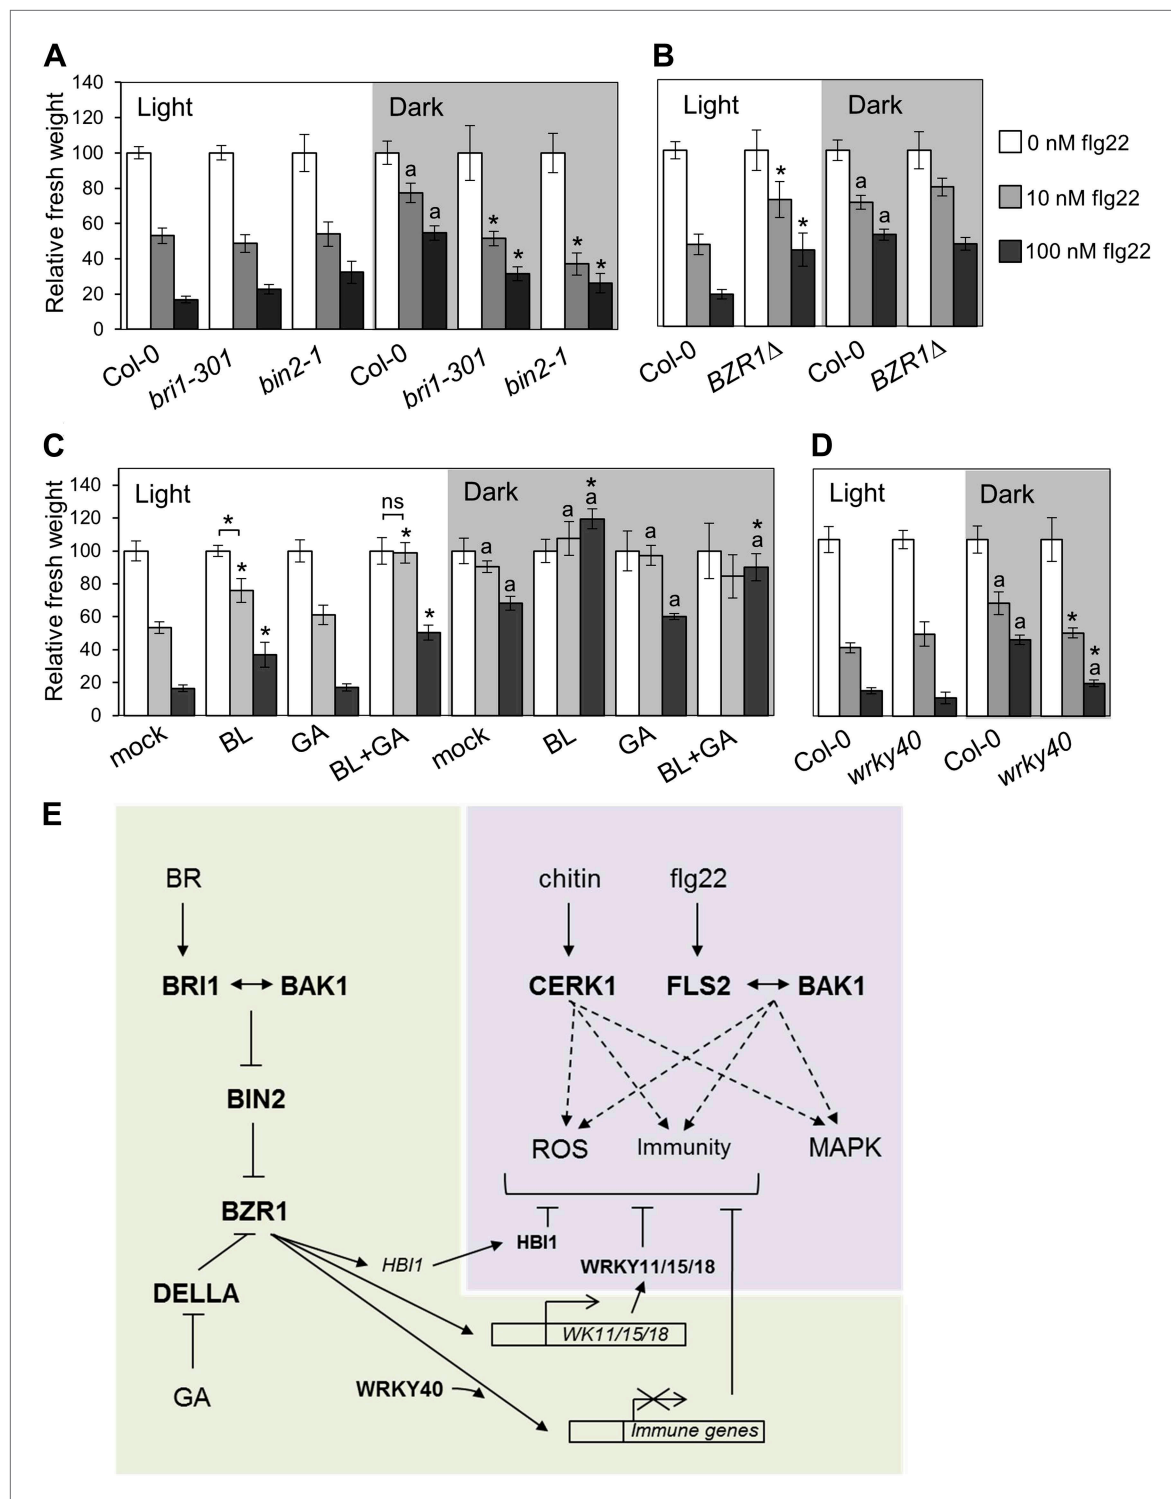 A
Relative fresh weight
140
120
100
80
60
40
20
0
Light
Dark
a
a
*
*
*
*
Col-0
bri1-301
bin2-1
Col-0
bri1-301
bin2-1
B
Light
Dark
*
*
a
a
Col-0
BZR1Δ
Col-0
BZR1Δ
0 nM flg22
10 nM flg22
100 nM flg22
C
Relative fresh weight
140
120
100
80
60
40
20
0
Light
Dark
*
*
*
ns
*
*
a
a
a
*
a
a
a
*
a
mock
BL
GA
BL+GA
mock
BL
GA
BL+GA
D
Light
Dark
a
a
*
*
a
Col-0
wrky40
Col-0
wrky40
E
BR
chitin
flg22
BRI1
BAK1
CERK1
FLS2
BAK1
BIN2
ROS
Immunity
MAPK
BZR1
HBI1
HBI1
WRKY11/15/18
DELLA
WK11/15/18
GA
WRKY40
Immune genes